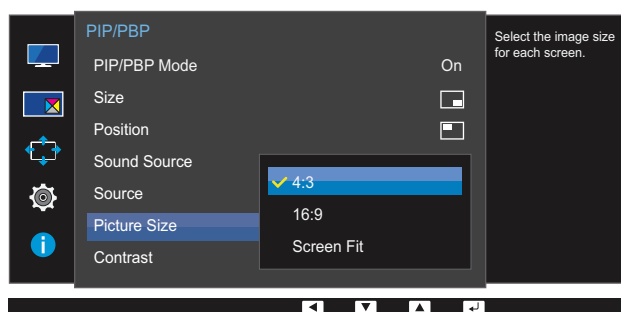 PIP/PBP
PIP/PBP Mode On
Size
Position
Sound Source
Source
Picture Size
Contrast
4:3
16:9
Screen Fit
Select the image size
for each screen.